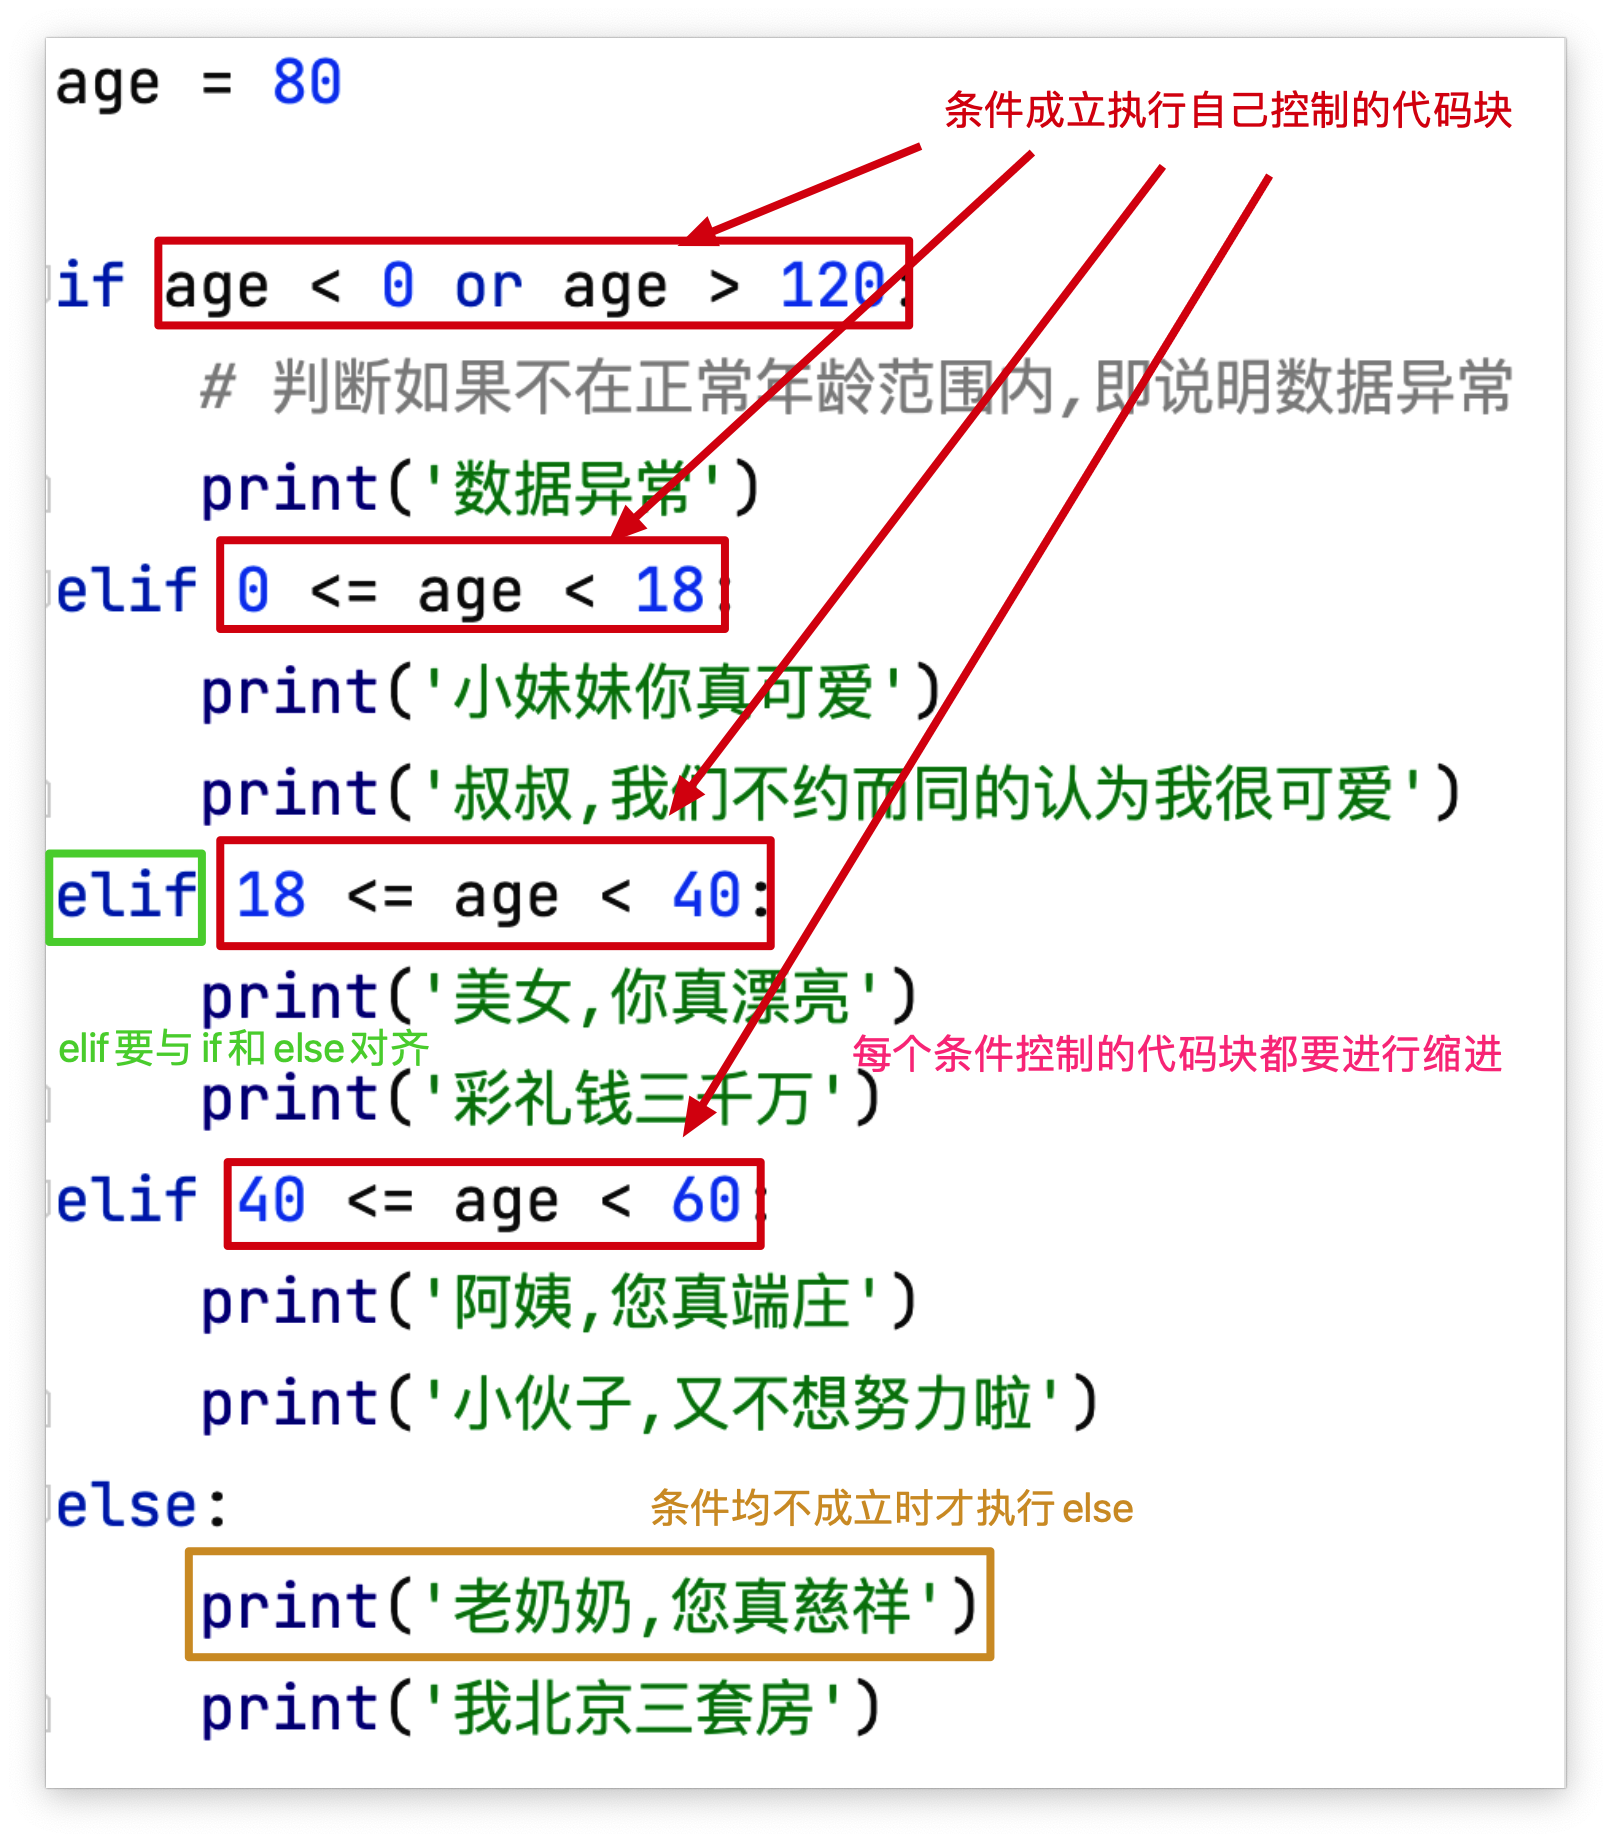 age = 80
条件成立执行自己控制的代码块
if age < 0 or age > 120:
# 判断如果不在正常年龄范围内,即说明数据异常
print('数据异常')
elif 0 <= age < 18:
print('小妹妹你真可爱')
print('叔叔,我们不约而同的认为我很可爱')
elif 18 <= age < 40:
print('美女,你真漂亮')
elif要与if和else对齐
每个条件控制的代码块都要进行缩进
print('彩礼钱三千万')
elif 40 <= age < 60:
print('阿姨,您真端庄')
print('小伙子,又不想努力啦')
else:
条件均不成立时才执行else
print('老奶奶,您真慈祥')
print('我北京三套房')